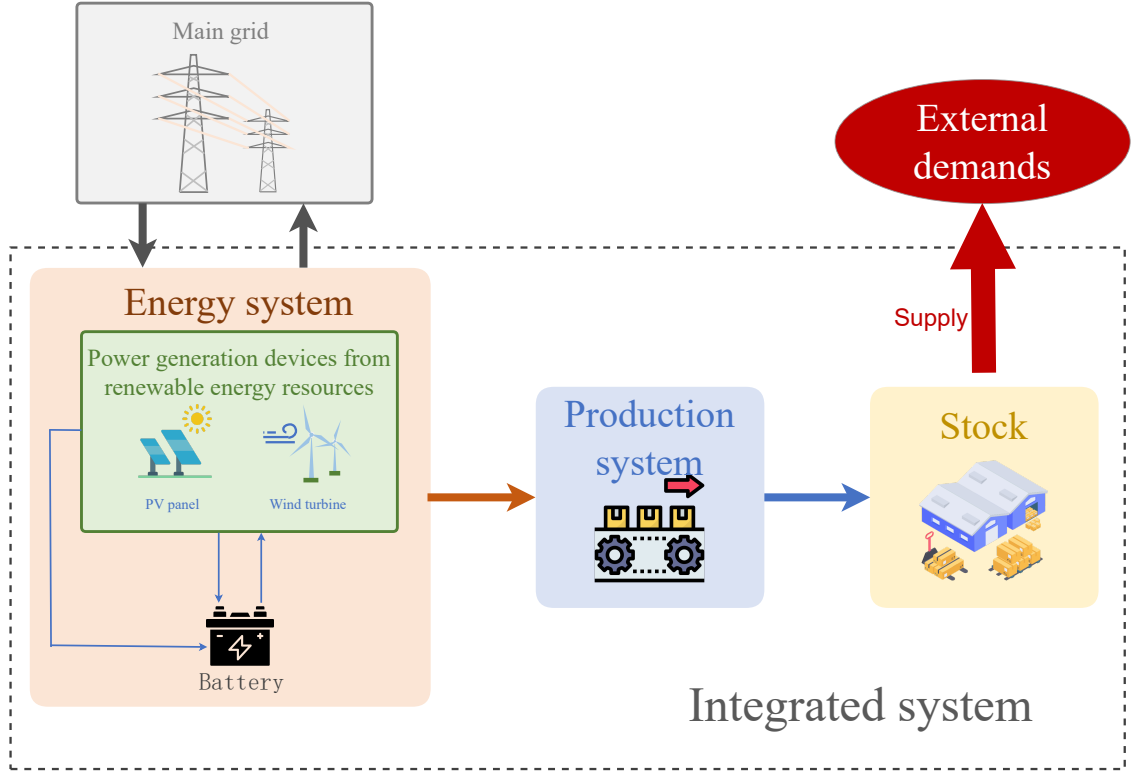 Main grid
External
demands
Energy system
Supply
Power generation devices from
renewable energy resources
PV panel
Wind turbine
Production
system
Stock
Battery
Integrated system